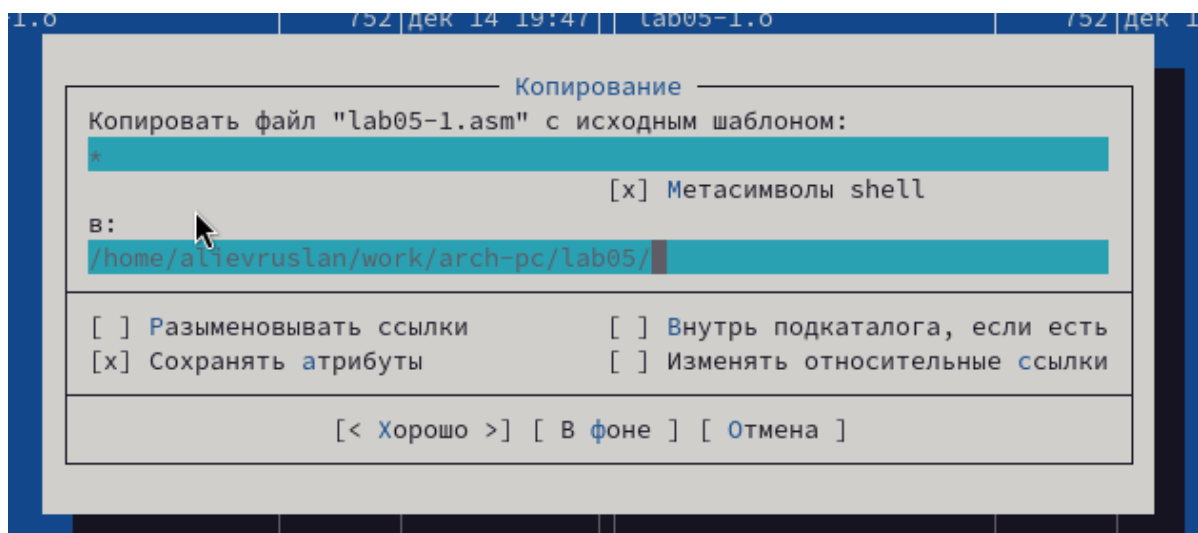 -1.o 752 дек 14 19:47 lab05-1.o 752 дек 1
Копирование
Копировать файл "lab05-1.asm" с исходным шаблоном:
*
[x] Метасимволы shell
в:
/home/alievruslan/work/arch-pc/lab05/
[ ] Разыменовывать ссылки [ ] Внутрь подкаталога, если есть
[x] Сохранять атрибуты [ ] Изменять относительные ссылки
[< Хорошо >] [ В фоне ] [ Отмена ]